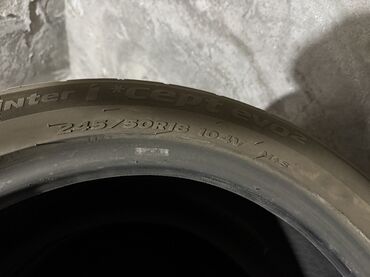 inter i*cept evo2
245/50R18 104V M+S